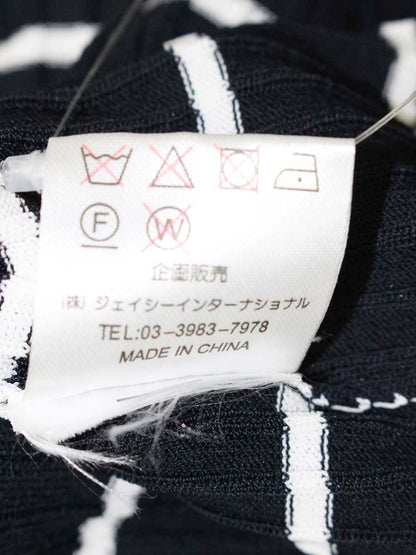 F W
企画販売
(株) ジェイシーインターナショナル
TEL:03-3983-7978
MADE IN CHINA